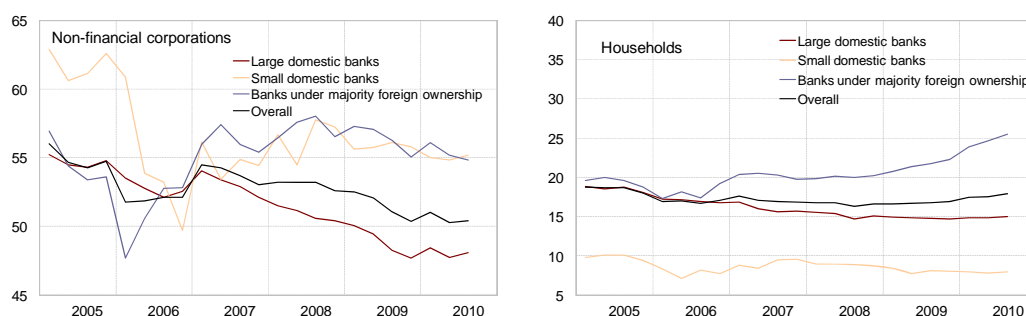 Non-financial corporations
Large domestic banks
Small domestic banks
Banks under majority foreign ownership
Overall
65
60
55
50
45
2005 2006 2007 2008 2009 2010
Households
Large domestic banks
Small domestic banks
Banks under majority foreign ownership
Overall
40
35
30
25
20
15
10
5
2005 2006 2007 2008 2009 2010